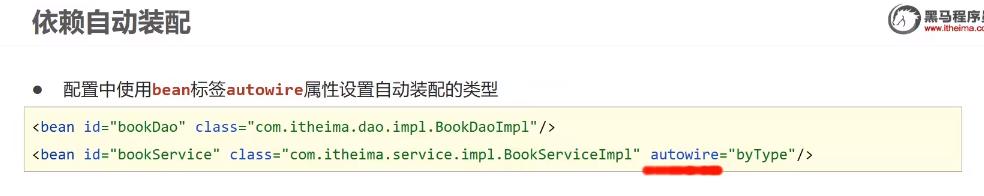 依赖自动装配
黑马程序员
www.itheima.co
● 配置中使用bean标签autowire属性设置自动装配的类型
<bean id="bookDao" class="com.itheima.dao.impl.BookDaoImpl"/>
<bean id="bookService" class="com.itheima.service.impl.BookServiceImpl" autowire="byType"/>